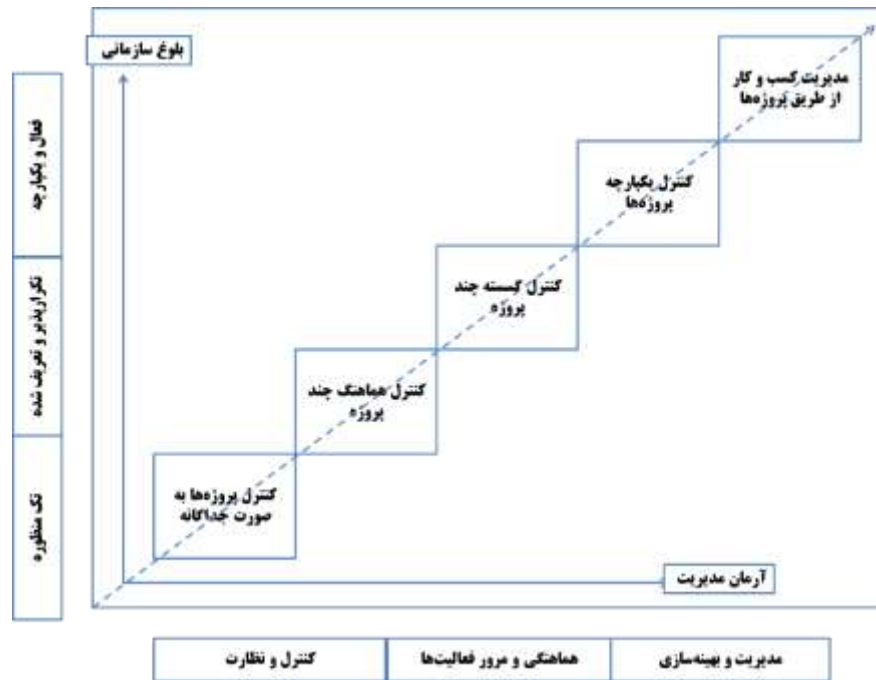 بلوغ سازمانی
مدیریت کسب و کار
از طریق پروژه‌ها
کنترل یکپارچه
پروژه‌ها
کنترل گسسته چند
پروژه
کنترل هماهنگ چند
پروژه
کنترل پروژه‌ها به
صورت جداگانه
آرمان مدیریت
فعال و یکپارچه
تکرارپذیر و تعریف شده
تک منظوره
مدیریت و بهینه‌سازی
هماهنگی و مرور فعالیت‌ها
کنترل و نظارت